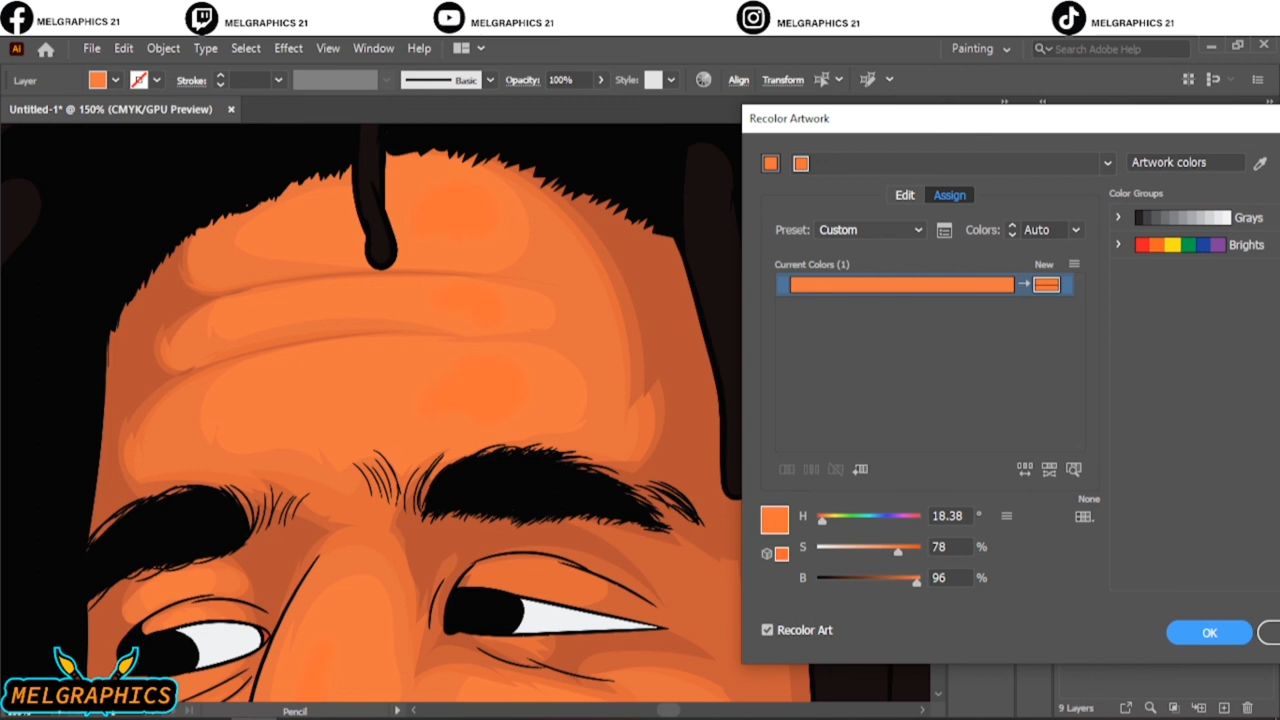 MELGRAPHICS 21 MELGRAPHICS 21 MELGRAPHICS 21 MELGRAPHICS 21 MELGRAPHICS 21
Ai File Edit Object Type Select Effect View Window Help Painting Search Adobe Help
Layer Stroke: Basic Opacity: 100% Style: Align Transform
Untitled-1* @ 150% (CMYK/GPU Preview) ×
Recolor Artwork
Artwork colors
Edit Assign
Color Groups
Preset: Custom Colors: Auto
Grays
Brights
Current Colors (1) New
None
H 18.38 °
S 78 %
B 96 %
Recolor Art
OK
MELGRAPHICS
Pencil
9 Layers